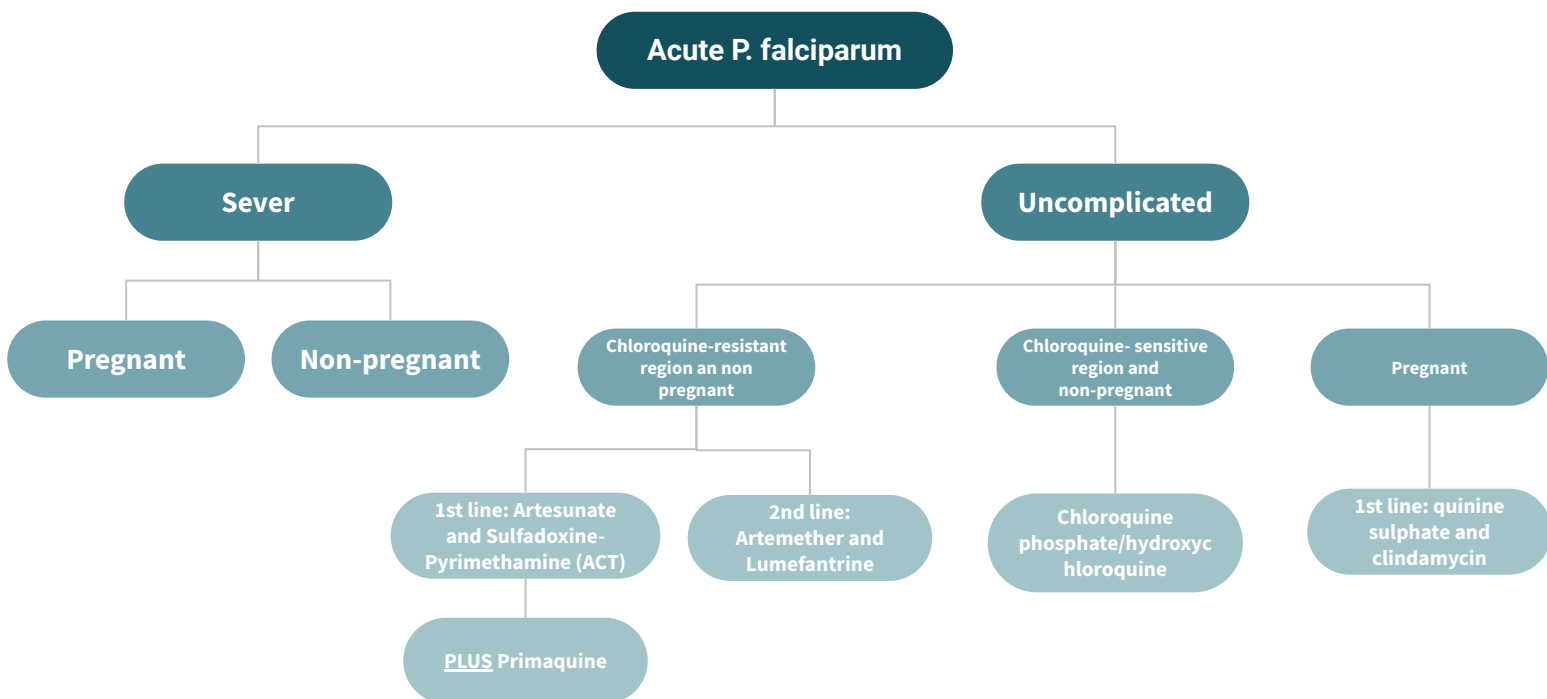 Acute P. falciparum
Sever
Uncomplicated
Pregnant
Non-pregnant
Chloroquine-resistant
region an non
pregnant
Chloroquine- sensitive
region and
non-pregnant
Pregnant
1st line: Artesunate
and Sulfadoxine-
Pyrimethamine (ACT)
2nd line:
Artemether and
Lumefantrine
Chloroquine
phosphate/hydroxyc
hloroquine
1st line: quinine
sulphate and
clindamycin
PLUS Primaquine